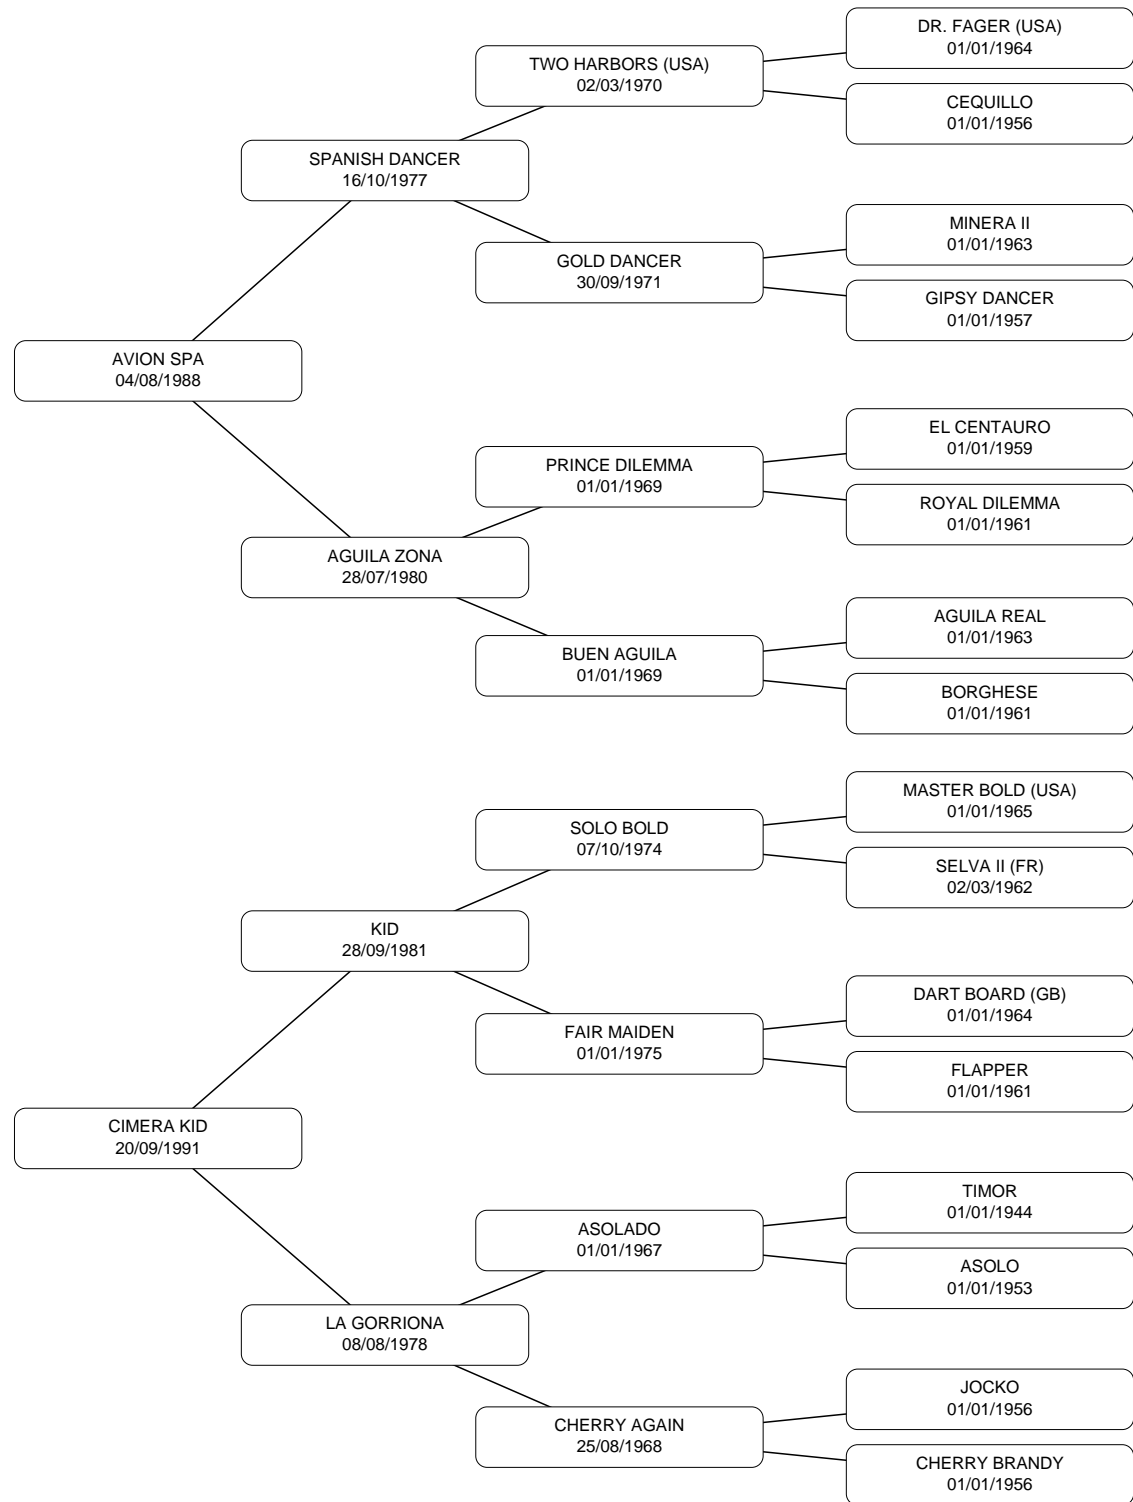 DR. FAGER (USA)
01/01/1964
TWO HARBORS (USA)
02/03/1970
CEQUILLO
01/01/1956
SPANISH DANCER
16/10/1977
MINERA II
01/01/1963
GOLD DANCER
30/09/1971
GIPSY DANCER
01/01/1957
AVION SPA
04/08/1988
EL CENTAURO
01/01/1959
PRINCE DILEMMA
01/01/1969
ROYAL DILEMMA
01/01/1961
AGUILA ZONA
28/07/1980
AGUILA REAL
01/01/1963
BUEN AGUILA
01/01/1969
BORGHESE
01/01/1961
MASTER BOLD (USA)
01/01/1965
SOLO BOLD
07/10/1974
SELVA II (FR)
02/03/1962
KID
28/09/1981
DART BOARD (GB)
01/01/1964
FAIR MAIDEN
01/01/1975
FLAPPER
01/01/1961
CIMERA KID
20/09/1991
TIMOR
01/01/1944
ASOLADO
01/01/1967
ASOLO
01/01/1953
LA GORRIONA
08/08/1978
JOCKO
01/01/1956
CHERRY AGAIN
25/08/1968
CHERRY BRANDY
01/01/1956